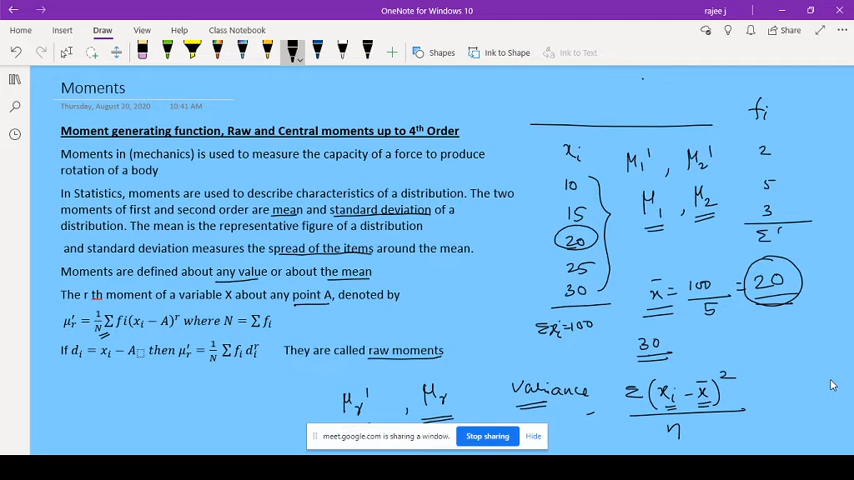 OneNote for Windows 10
rajee j
Home
Insert
Draw
View
Help
Class Notebook
Share
Shapes
Ink to Shape
Ink to Text
Moments
Thursday, August 20, 2020 10:41 AM
Moment generating function, Raw and Central moments up to 4th Order
Moments in (mechanics) is used to measure the capacity of a force to produce
rotation of a body
In Statistics, moments are used to describe characteristics of a distribution. The two
moments of first and second order are mean and standard deviation of a
distribution. The mean is the representative figure of a distribution
and standard deviation measures the spread of the items around the mean.
Moments are defined about any value or about the mean
The r th moment of a variable X about any point A, denoted by
μ′r = 1/N ∑ fi(xi − A)^r where N = ∑ fi
If di = xi − A then μ′r = 1/N ∑ fi di^r They are called raw moments
μr' , μr
xi
10
15
20
25
30
Σxi=100
μ1' , μ2'
μ1 , μ2
fi
2
5
3
Σ'
x̄ = 100/5 = 20
30
Variance
Σ(xi - x̄)²
n
meet.google.com is sharing a window.
Stop sharing
Hide